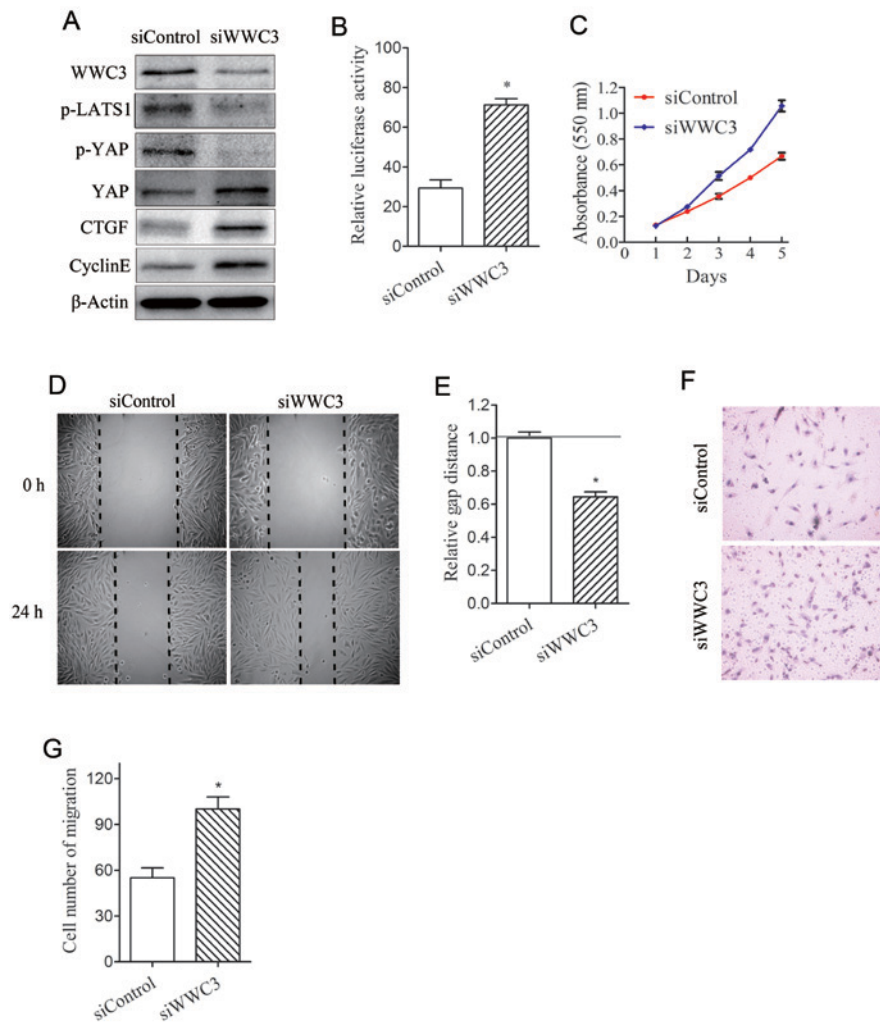 A
siControl siWWC3
WWC3
p-LATS1
p-YAP
YAP
CTGF
CyclinE
β-Actin
B
Relative luciferase activity
100
80
60
40
20
0
*
siControl
siWWC3
C
Absorbance (550 nm)
1.2
1.0
0.8
0.6
0.4
0.2
0.0
siControl
siWWC3
0 1 2 3 4 5
Days
D
siControl siWWC3
0 h
24 h
E
Relative gap distance
1.2
1.0
0.8
0.6
0.4
0.2
0.0
*
siControl
siWWC3
F
siControl
siWWC3
G
Cell number of migration
120
90
60
30
0
*
siControl
siWWC3